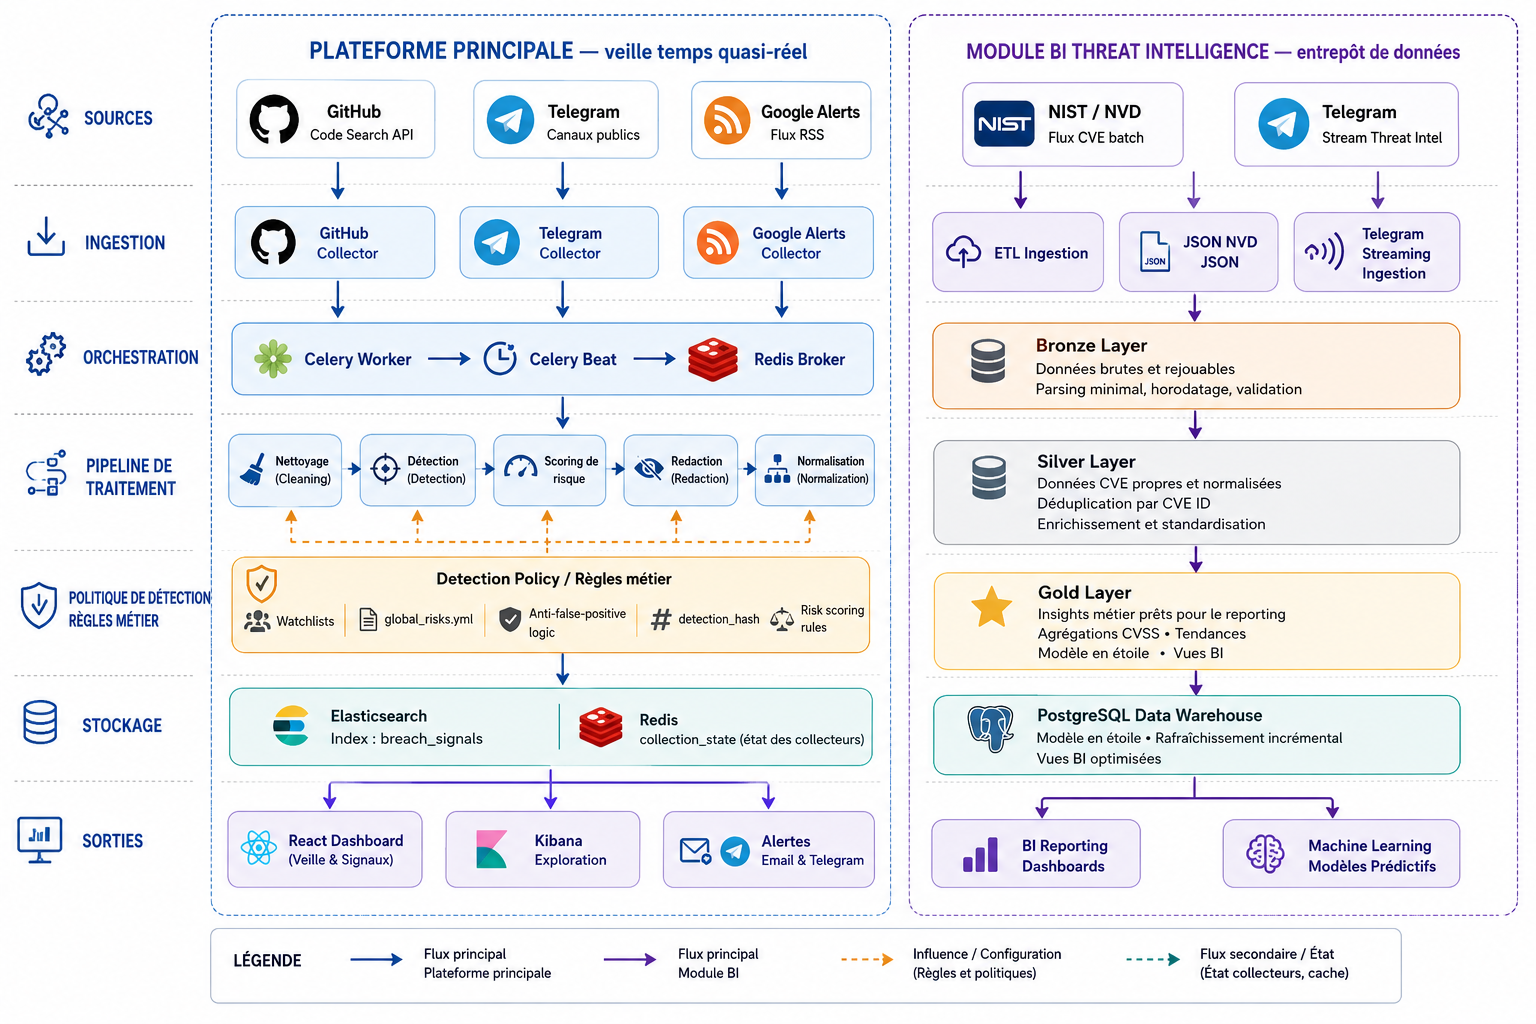 PLATEFORME PRINCIPALE — veille temps quasi-réel
MODULE BI THREAT INTELLIGENCE — entrepôt de données
SOURCES
GitHub
Code Search API
Telegram
Canaux publics
Google Alerts
Flux RSS
NIST
NIST / NVD
Flux CVE batch
Telegram
Stream Threat Intel
INGESTION
GitHub
Collector
Telegram
Collector
Google Alerts
Collector
ETL Ingestion
JSON
JSON NVD
JSON
Telegram
Streaming
Ingestion
ORCHESTRATION
Celery Worker
Celery Beat
Redis Broker
Bronze Layer
Données brutes et rejouables
Parsing minimal, horodatage, validation
PIPELINE DE
TRAITEMENT
Nettoyage
(Cleaning)
Détection
(Detection)
Scoring de
risque
Redaction
(Redaction)
Normalisation
(Normalization)
Silver Layer
Données CVE propres et normalisées
Déduplication par CVE ID
Enrichissement et standardisation
POLITIQUE DE DÉTECTION
RÈGLES MÉTIER
Detection Policy / Règles métier
Watchlists
global_risks.yml
Anti-false-positive
logic
detection_hash
Risk scoring
rules
Gold Layer
Insights métier prêts pour le reporting
Agrégations CVSS • Tendances
Modèle en étoile • Vues BI
STOCKAGE
Elasticsearch
Index : breach_signals
Redis
collection_state (état des collecteurs)
PostgreSQL Data Warehouse
Modèle en étoile • Rafraîchissement incrémental
Vues BI optimisées
SORTIES
React Dashboard
(Veille & Signaux)
Kibana
Exploration
Alertes
Email & Telegram
BI Reporting
Dashboards
Machine Learning
Modèles Prédictifs
LÉGENDE
Flux principal
Plateforme principale
Flux principal
Module BI
Influence / Configuration
(Règles et politiques)
Flux secondaire / État
(État collecteurs, cache)